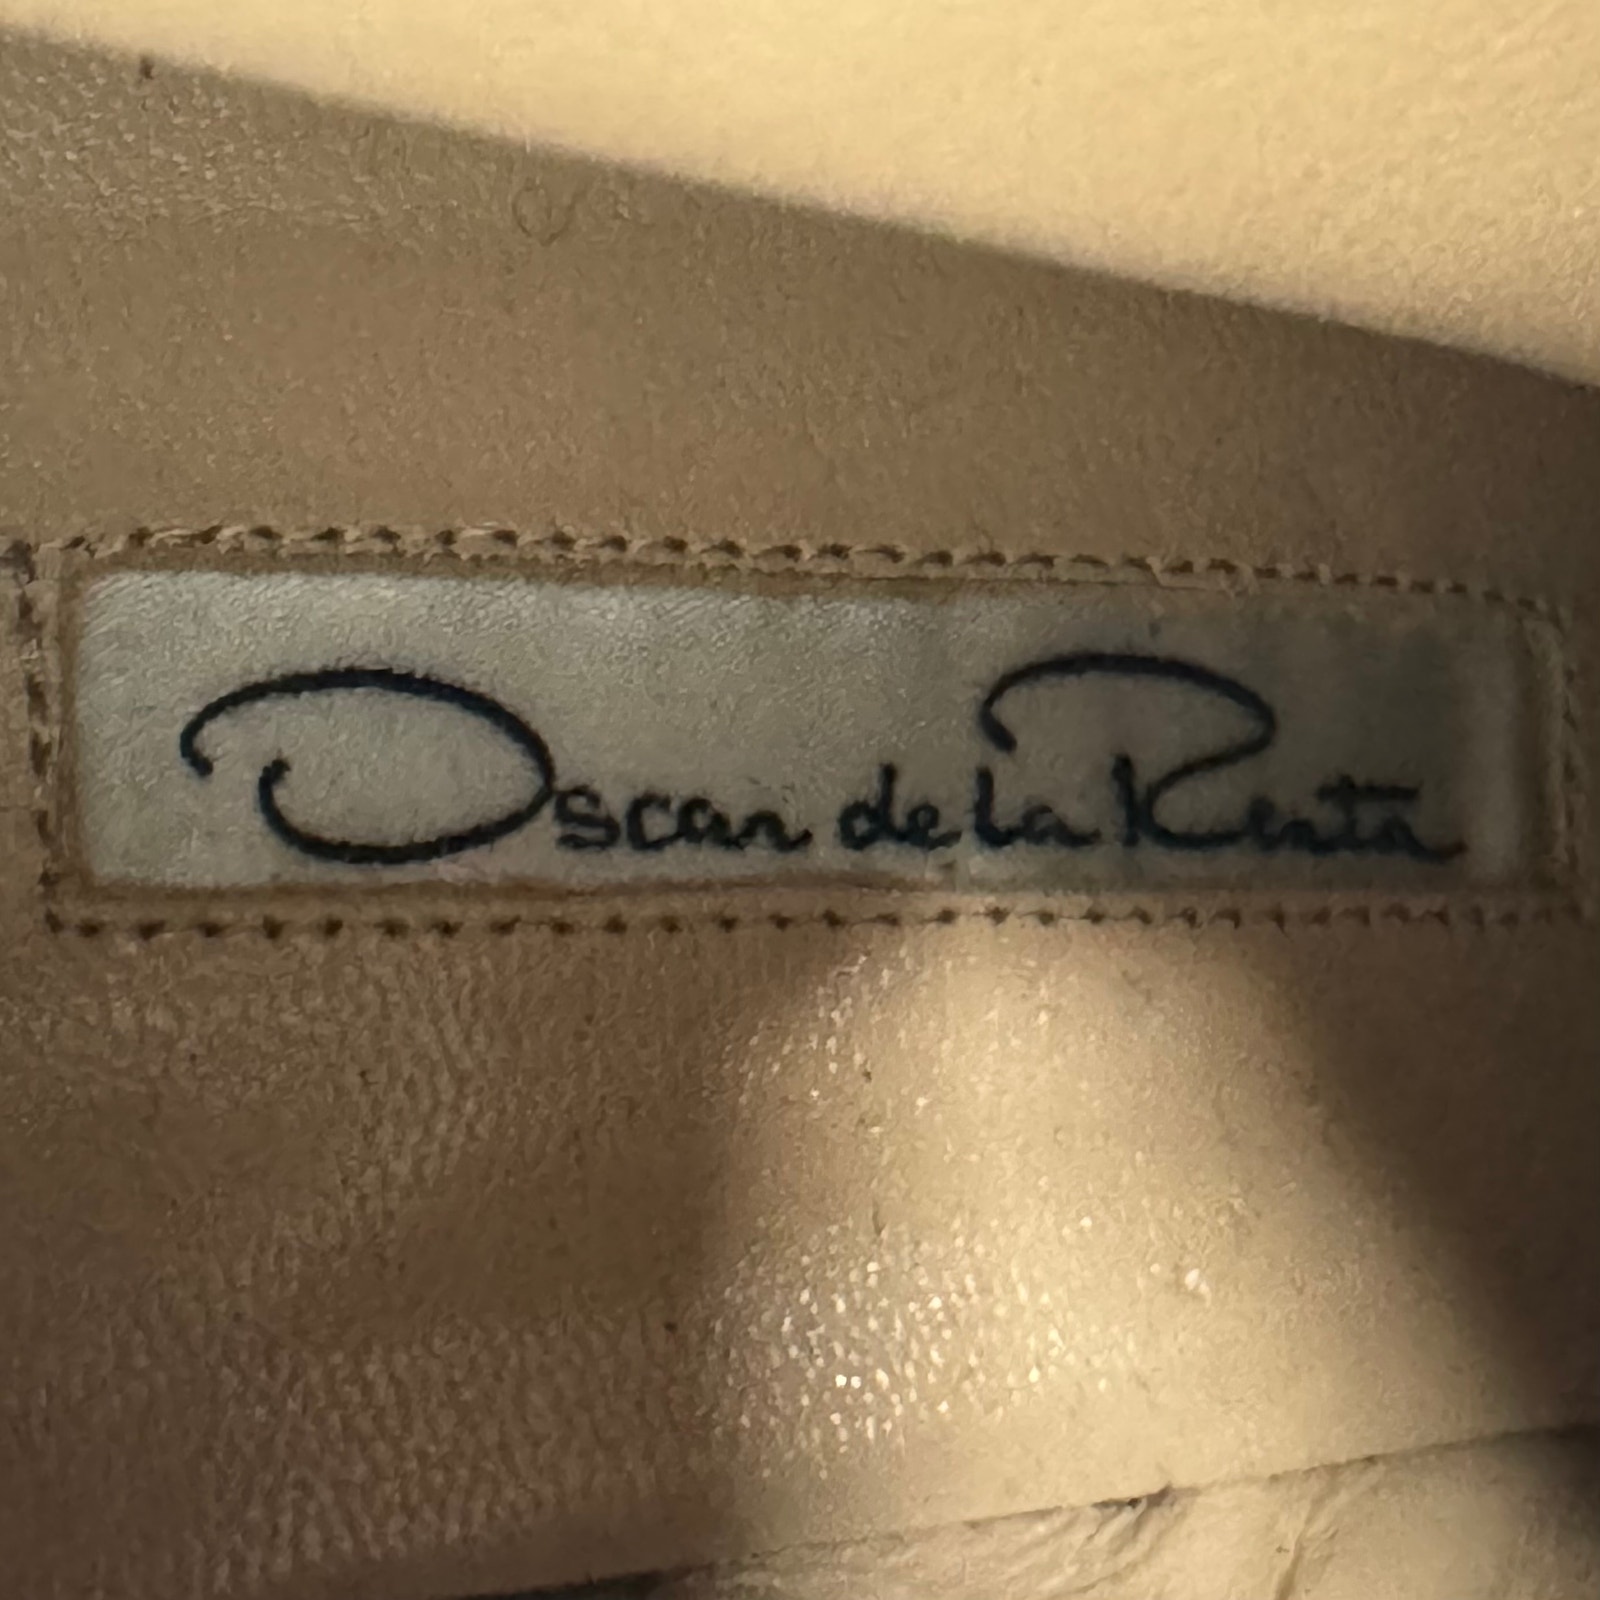 Oscar de la Renta